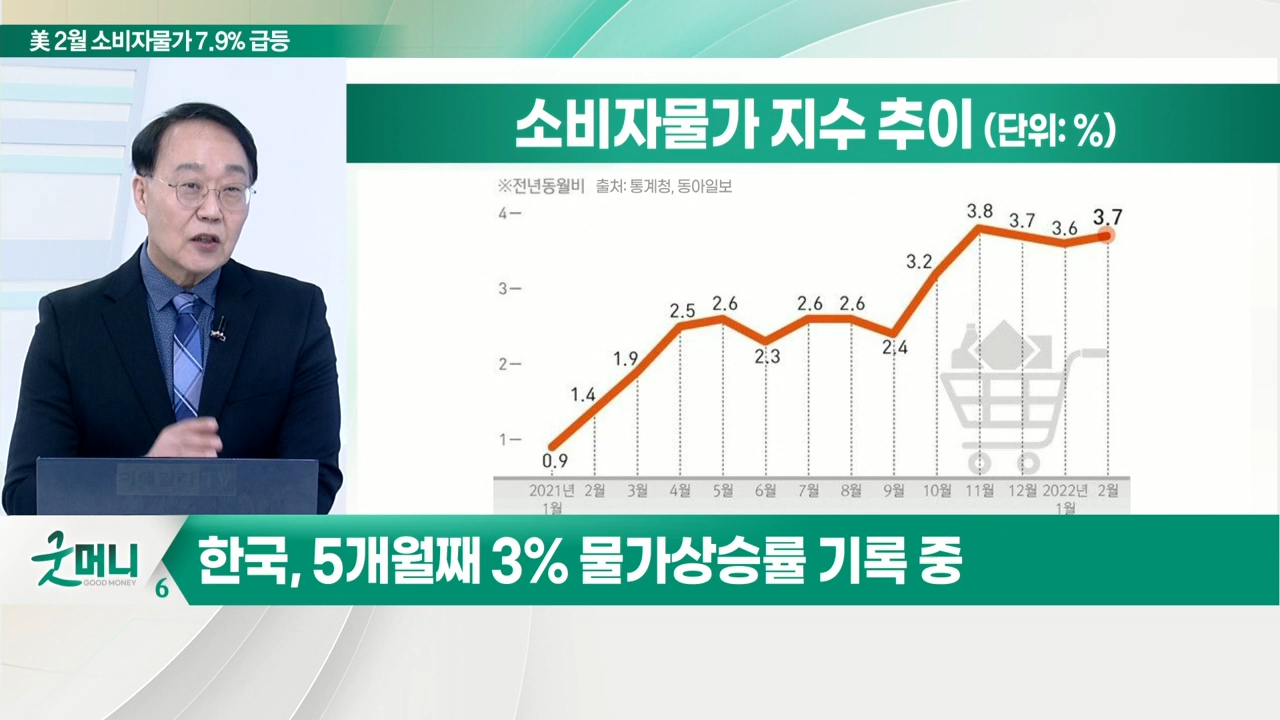 美 2월 소비자물가 7.9% 급등
소비자물가 지수 추이 (단위: %)
※전년동월비 출처: 통계청, 동아일보
4
3
2
1
0.9
1.4
1.9
2.5
2.6
2.3
2.6
2.6
2.4
3.2
3.8
3.7
3.6
3.7
2021년 1월
2월
3월
4월
5월
6월
7월
8월
9월
10월
11월
12월
2022년 1월
2월
굿머니
GOOD MONEY
6
한국, 5개월째 3% 물가상승률 기록 중